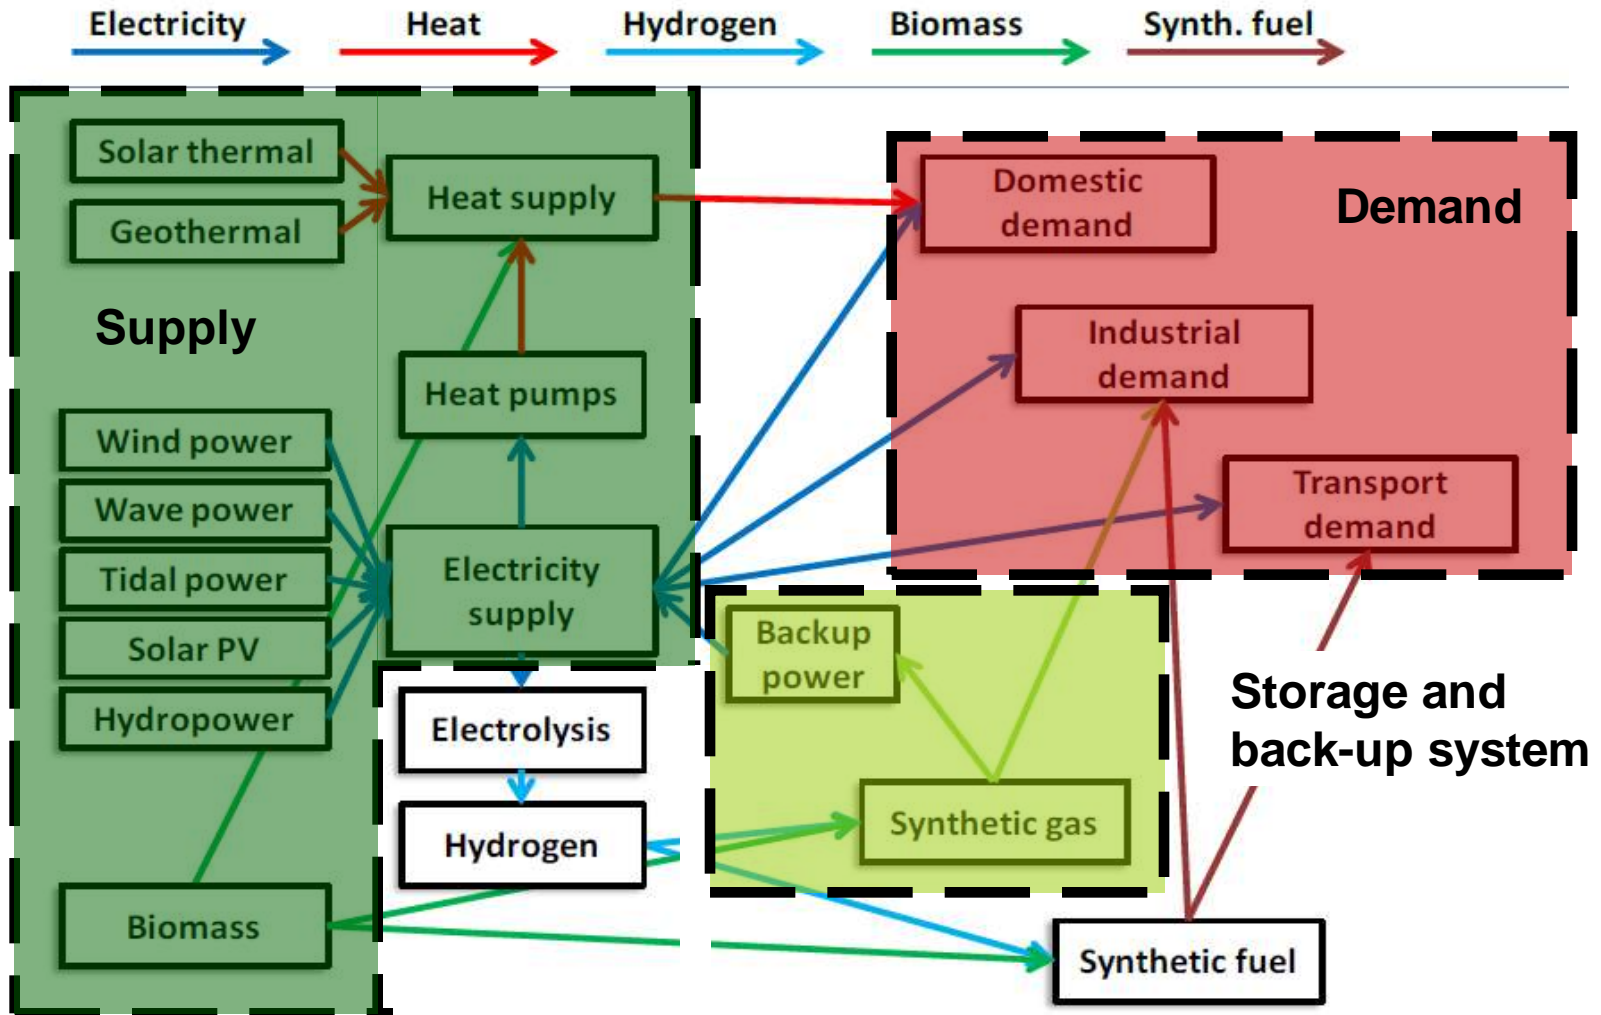 Electricity
Heat
Hydrogen
Biomass
Synth. fuel
Solar thermal
Geothermal
Heat supply
Supply
Heat pumps
Wind power
Wave power
Tidal power
Solar PV
Hydropower
Electricity
supply
Electrolysis
Hydrogen
Biomass
Domestic
demand
Demand
Industrial
demand
Transport
demand
Backup
power
Synthetic gas
Storage and
back-up system
Synthetic fuel